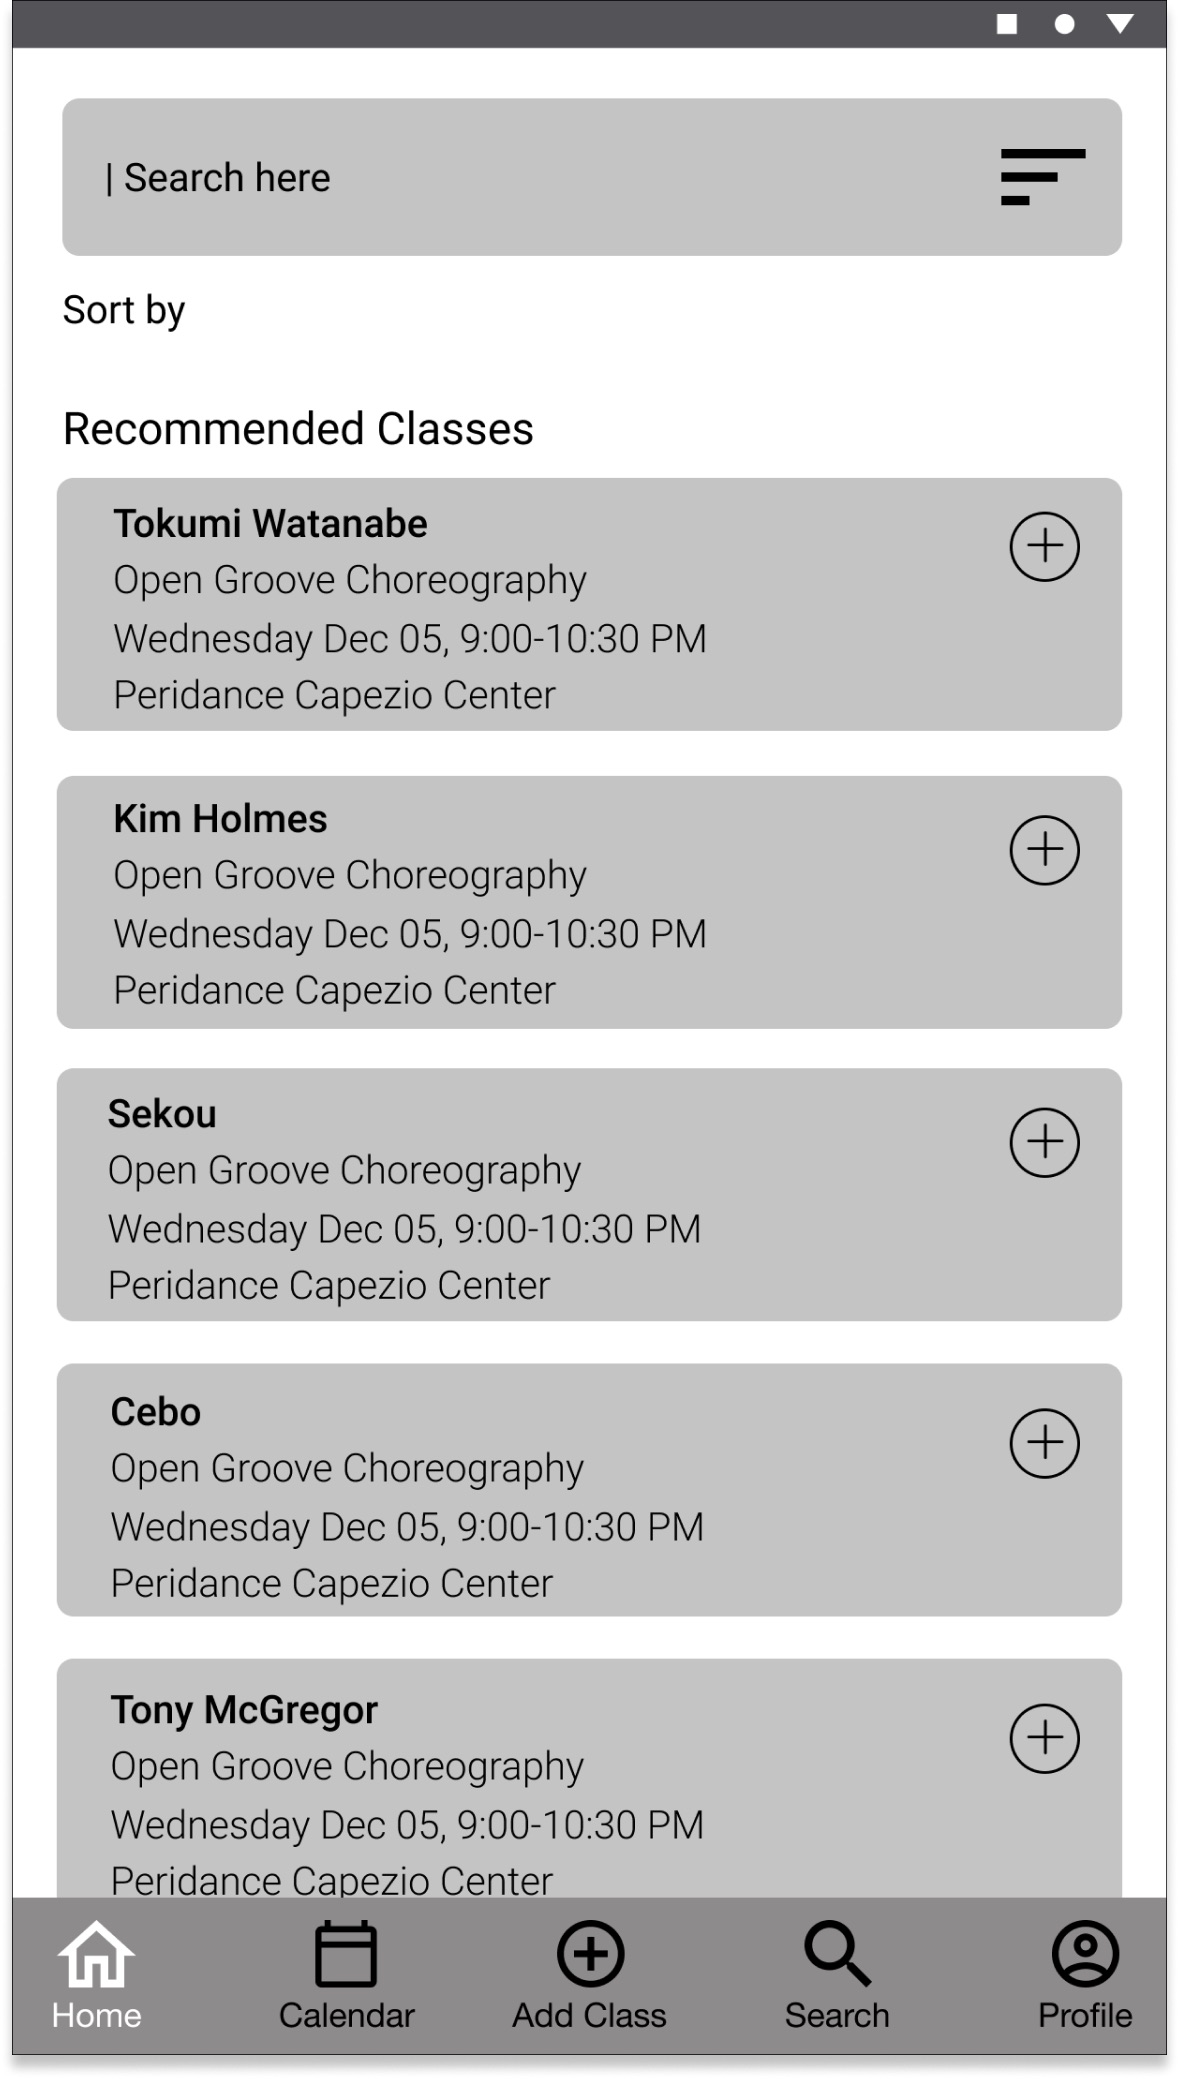 | Search here
Sort by
Recommended Classes
Tokumi Watanabe
Open Groove Choreography
Wednesday Dec 05, 9:00-10:30 PM
Peridance Capezio Center
Kim Holmes
Open Groove Choreography
Wednesday Dec 05, 9:00-10:30 PM
Peridance Capezio Center
Sekou
Open Groove Choreography
Wednesday Dec 05, 9:00-10:30 PM
Peridance Capezio Center
Cebo
Open Groove Choreography
Wednesday Dec 05, 9:00-10:30 PM
Peridance Capezio Center
Tony McGregor
Open Groove Choreography
Wednesday Dec 05, 9:00-10:30 PM
Peridance Capezio Center
Home Calendar Add Class Search Profile